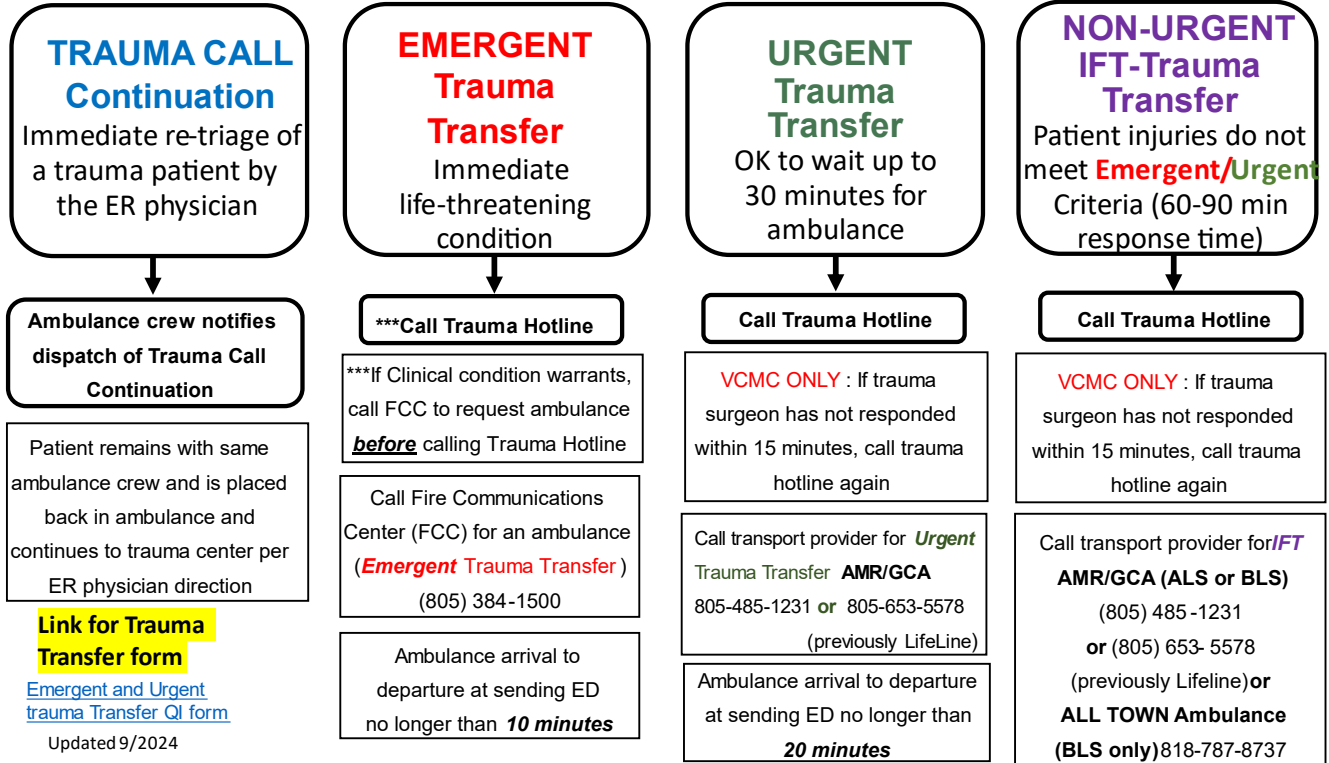 TRAUMA CALL
Continuation
Immediate re-triage of
a trauma patient by
the ER physician
Ambulance crew notifies
dispatch of Trauma Call
Continuation
Patient remains with same
ambulance crew and is placed
back in ambulance and
continues to trauma center per
ER physician direction
Link for Trauma
Transfer form
Emergent and Urgent
trauma Transfer QI form
Updated 9/2024
EMERGENT
Trauma
Transfer
Immediate
life-threatening
condition
***Call Trauma Hotline
***If Clinical condition warrants,
call FCC to request ambulance
before calling Trauma Hotline
Call Fire Communications
Center (FCC) for an ambulance
(Emergent Trauma Transfer)
(805) 384-1500
Ambulance arrival to
departure at sending ED
no longer than 10 minutes
URGENT
Trauma
Transfer
OK to wait up to
30 minutes for
ambulance
Call Trauma Hotline
VCMC ONLY : If trauma
surgeon has not responded
within 15 minutes, call trauma
hotline again
Call transport provider for Urgent
Trauma Transfer AMR/GCA
805-485-1231 or 805-653-5578
(previously LifeLine)
Ambulance arrival to departure
at sending ED no longer than
20 minutes
NON-URGENT
IFT-Trauma
Transfer
Patient injuries do not
meet Emergent/Urgent
Criteria (60-90 min
response time)
Call Trauma Hotline
VCMC ONLY : If trauma
surgeon has not responded
within 15 minutes, call trauma
hotline again
Call transport provider for IFT
AMR/GCA (ALS or BLS)
(805) 485-1231
or (805) 653- 5578
(previously Lifeline) or
ALL TOWN Ambulance
(BLS only) 818-787-8737